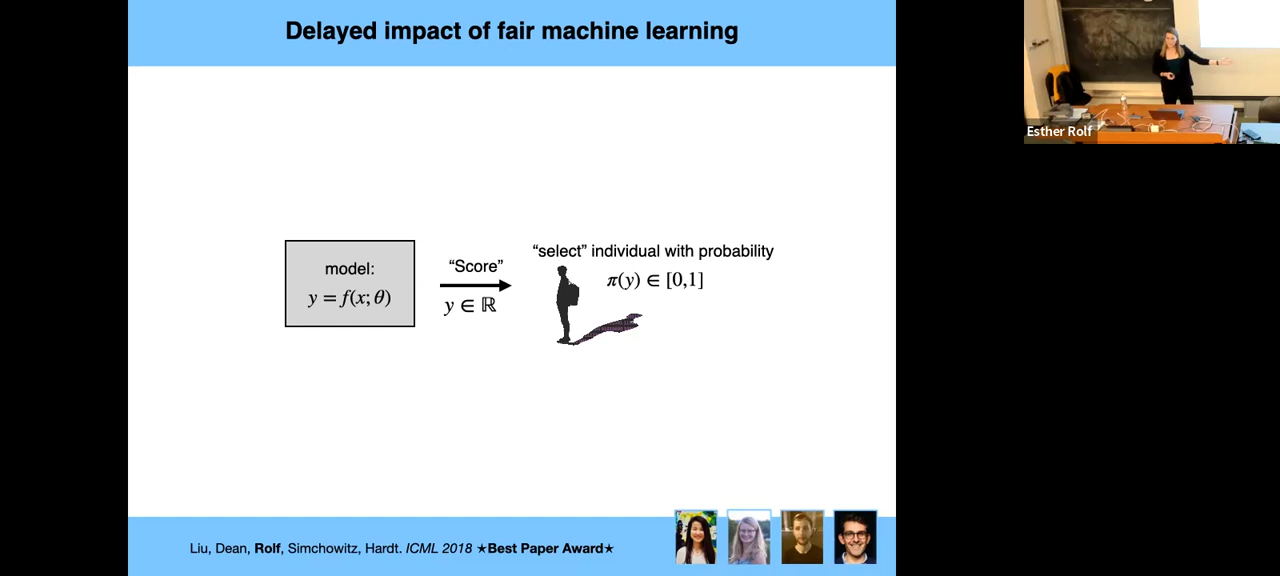 Delayed impact of fair machine learning
Esther Rolf
model:
y = f(x; θ)
“Score”
y ∈ ℝ
“select” individual with probability
π(y) ∈ [0,1]
Liu, Dean, Rolf, Simchowitz, Hardt. ICML 2018 ★Best Paper Award★